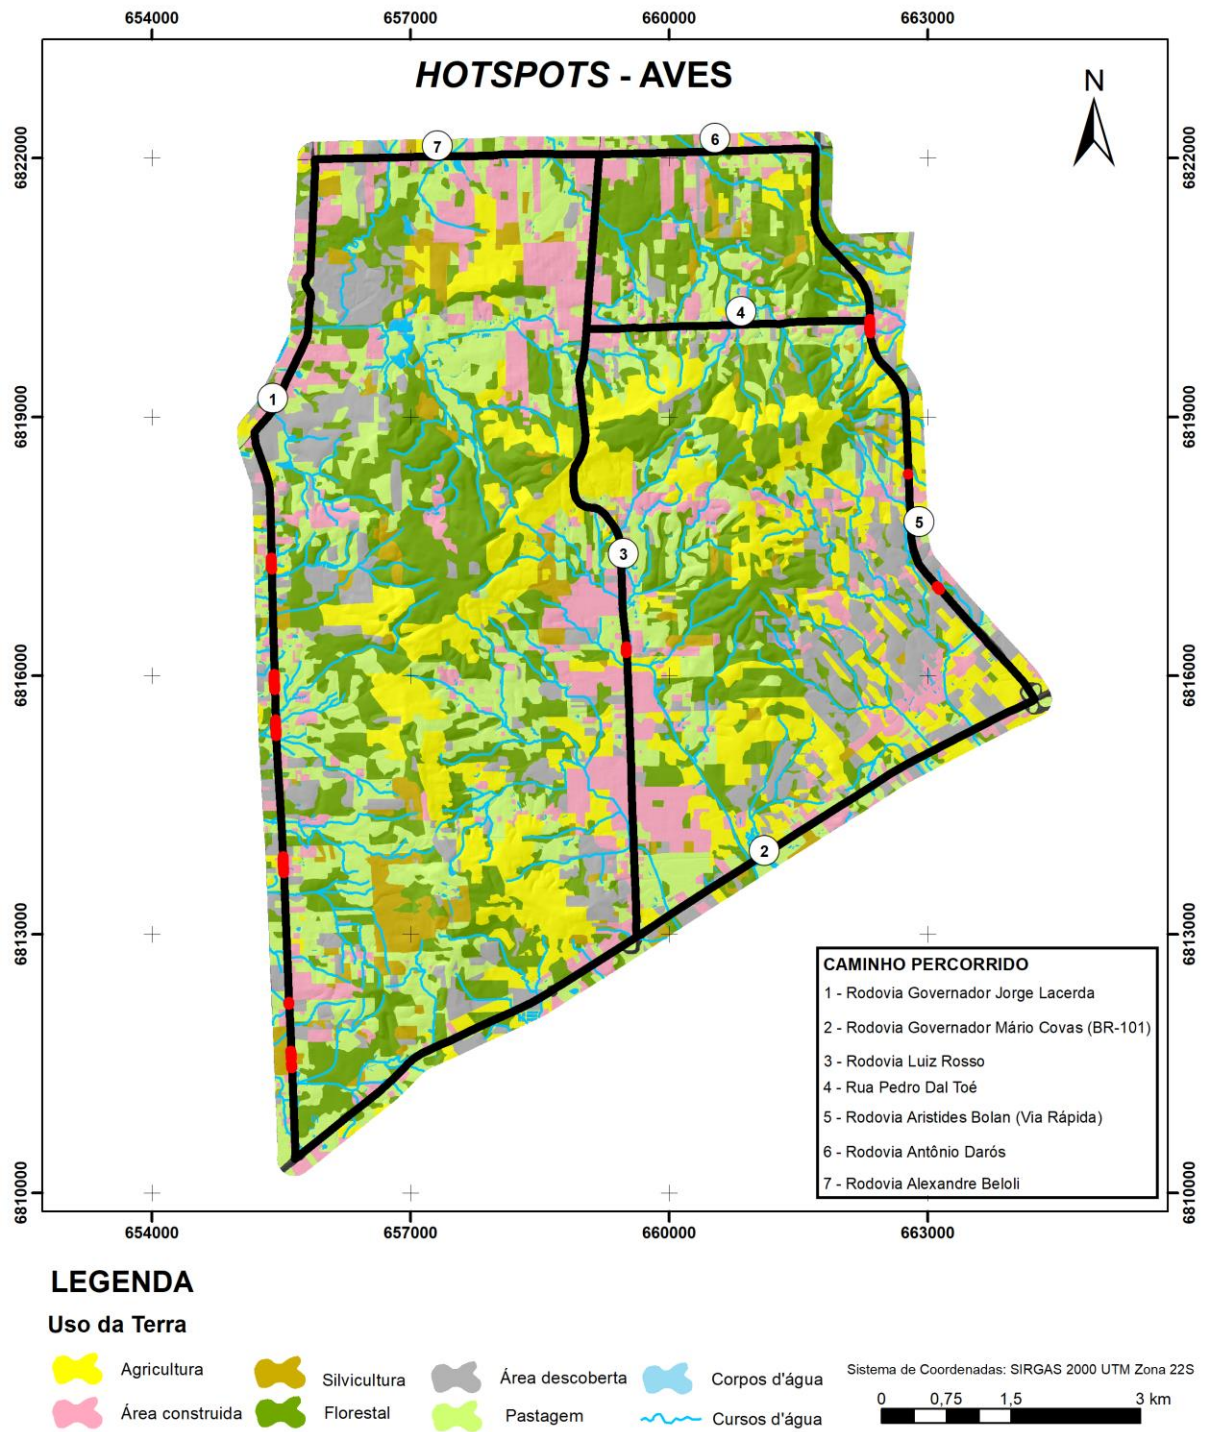 654000 657000 660000 663000
HOTSPOTS - AVES
N
6822000 6822000
7
6
4
1
6819000 6819000
5
3
6816000 6816000
2
6813000 6813000
CAMINHO PERCORRIDO
1 - Rodovia Governador Jorge Lacerda
2 - Rodovia Governador Mário Covas (BR-101)
3 - Rodovia Luiz Rosso
4 - Rua Pedro Dal Toé
5 - Rodovia Aristides Bolan (Via Rápida)
6 - Rodovia Antônio Darós
7 - Rodovia Alexandre Beloli
6810000 6810000
654000 657000 660000 663000
LEGENDA
Uso da Terra
Agricultura
Silvicultura
Área descoberta
Corpos d'água
Área construida
Florestal
Pastagem
Cursos d'água
Sistema de Coordenadas: SIRGAS 2000 UTM Zona 22S
0 0,75 1,5 3 km